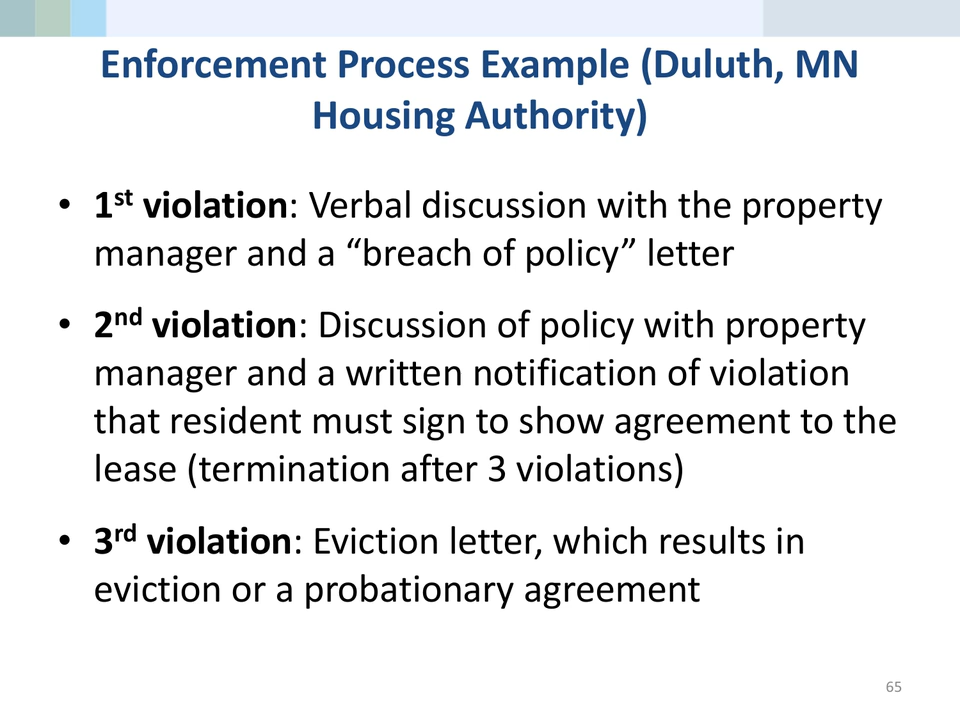 Enforcement Process Example (Duluth, MN
Housing Authority)
• 1st violation: Verbal discussion with the property
manager and a “breach of policy” letter
• 2nd violation: Discussion of policy with property
manager and a written notification of violation
that resident must sign to show agreement to the
lease (termination after 3 violations)
• 3rd violation: Eviction letter, which results in
eviction or a probationary agreement
65